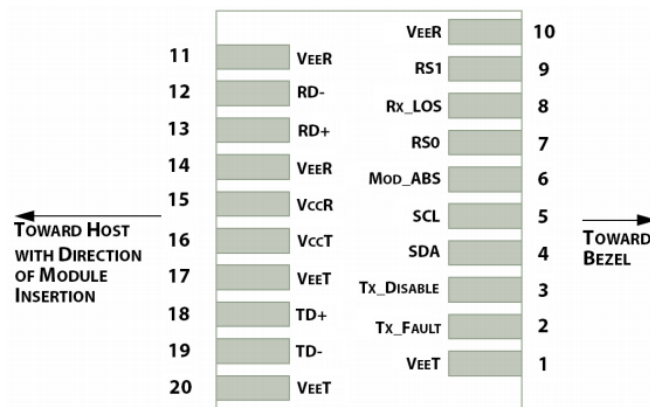 VEER 10
11 VEER
RS1 9
12 RD-
RX_LOS 8
13 RD+
RS0 7
14 VEER
MOD_ABS 6
15 VCCR
SCL 5
16 VCCT
SDA 4
17 VEET
TX_DISABLE 3
18 TD+
TX_FAULT 2
19 TD-
VEET 1
20 VEET
TOWARD HOST
WITH DIRECTION
OF MODULE
INSERTION
TOWARD
BEZEL